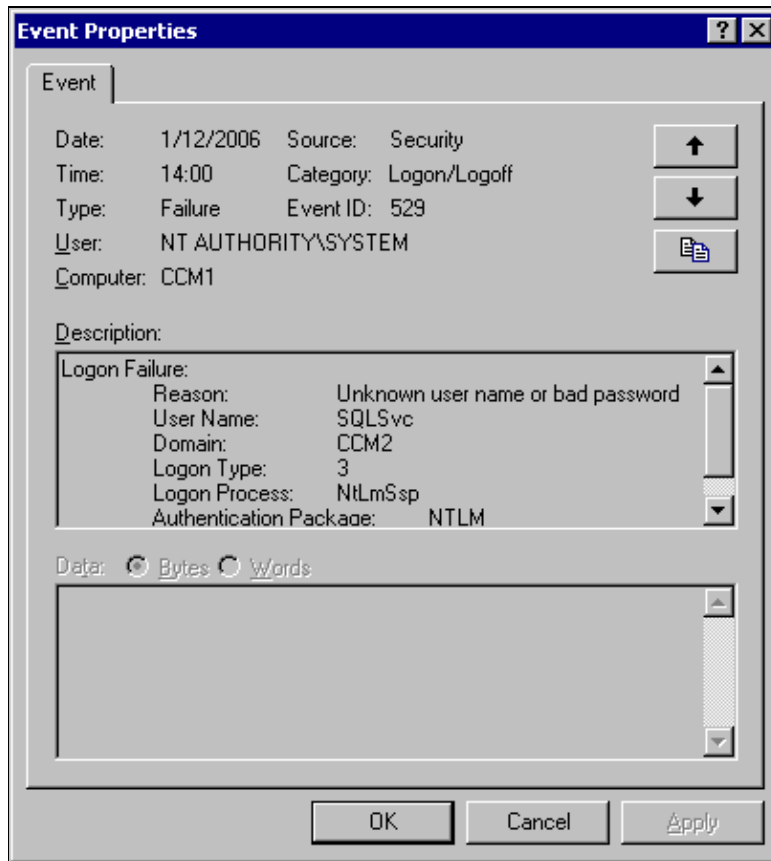 Event Properties
Event
Date: 1/12/2006 Source: Security
Time: 14:00 Category: Logon/Logoff
Type: Failure Event ID: 529
User: NT AUTHORITY\SYSTEM
Computer: CCM1
Description:
Logon Failure:
Reason: Unknown user name or bad password
User Name: SQLSvc
Domain: CCM2
Logon Type: 3
Logon Process: NtLmSsp
Authentication Package: NTLM
Data: Bytes Words
OK Cancel Apply